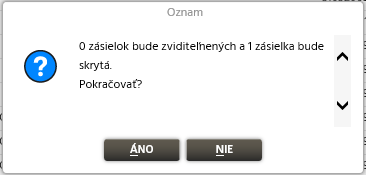 Oznam
0 zásielok bude zviditeľnených a 1 zásielka bude
skrytá.
Pokračovať?
ÁNO NIE